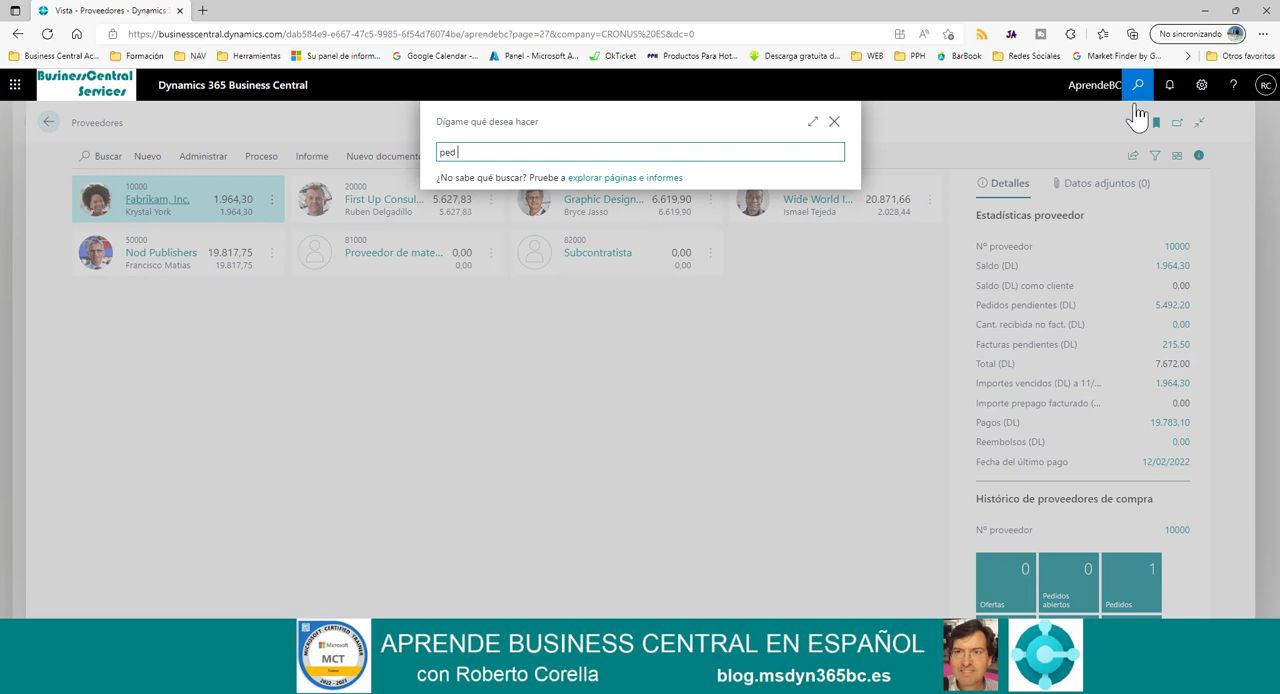 Vista - Proveedores - Dynamics
https://businesscentral.dynamics.com/dab584e9-e667-47c5-9985-6f54d76074be/aprendebc?page=27&company=CRONUS%20ES&dc=0
No sincronizando
Business Central Ac...
Formación
NAV
Herramientas
Su panel de inform...
Google Calendar -...
Panel - Microsoft A...
OkTicket
PPH Productos Para Hot...
Descarga gratuita d...
WEB
PPH
BarBook
Redes Sociales
Google Market Finder by G...
Otros favoritos
BusinessCentral
Services
Dynamics 365 Business Central
AprendeBC
RC
Proveedores
Dígame qué desea hacer
ped
¿No sabe qué buscar? Pruebe a explorar páginas e informes
Buscar
Nuevo
Administrar
Proceso
Informe
Nuevo documento
10000
Fabrikam, Inc.
1.964,30
Krystal York
1.964,30
20000
First Up Consul...
5.627,83
Ruben Delgadillo
5.627,83
Graphic Design...
6.619,90
Bryce Jasso
6.619,90
Wide World I...
20.871,66
Ismael Tejeda
2.028,44
50000
Nod Publishers
19.817,75
Francisco Matias
19.817,75
81000
Proveedor de mate...
0,00
0,00
82000
Subcontratista
0,00
0,00
Detalles
Datos adjuntos (0)
Estadísticas proveedor
Nº proveedor 10000
Saldo (DL) 1.964,30
Saldo (DL) como cliente 0,00
Pedidos pendientes (DL) 5.492,20
Cant. recibida no fact. (DL) 0,00
Facturas pendientes (DL) 215,50
Total (DL) 7.672,00
Importes vencidos (DL) a 11/... 1.964,30
Importe prepago facturado (... 0,00
Pagos (DL) 19.783,10
Reembolsos (DL) 0,00
Fecha del último pago 12/02/2022
Histórico de proveedores de compra
Nº proveedor 10000
0
Ofertas
0
Pedidos abiertos
1
Pedidos
Microsoft
MCT
2022 - 2023
APRENDE BUSINESS CENTRAL EN ESPAÑOL
con Roberto Corella
blog.msdyn365bc.es